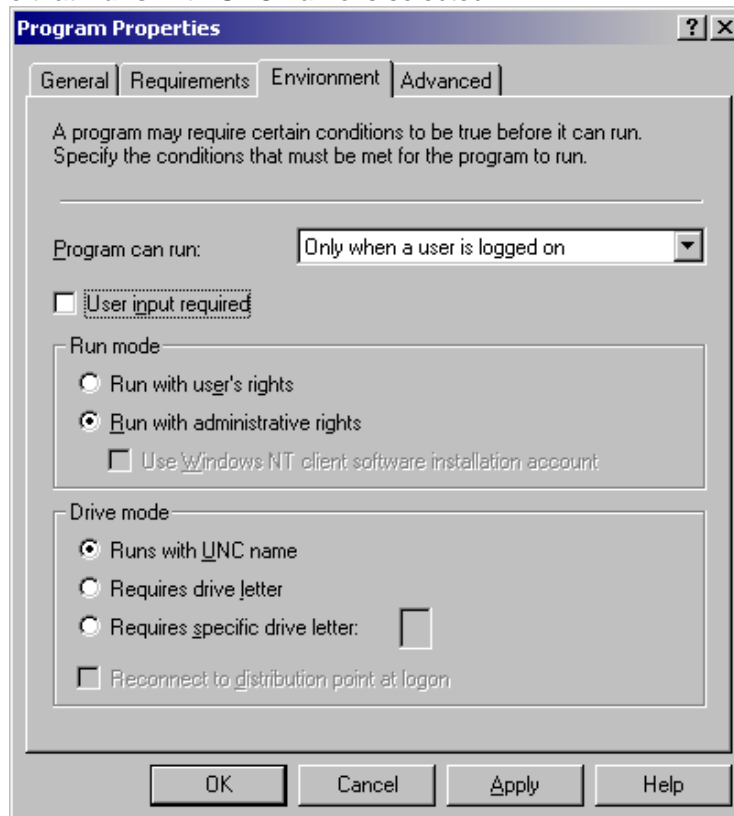 Program Properties
General Requirements Environment Advanced
A program may require certain conditions to be true before it can run.
Specify the conditions that must be met for the program to run.
Program can run: Only when a user is logged on
User input required
Run mode
Run with user's rights
Run with administrative rights
Use Windows NT client software installation account
Drive mode
Runs with UNC name
Requires drive letter
Requires specific drive letter:
Reconnect to distribution point at logon
OK Cancel Apply Help